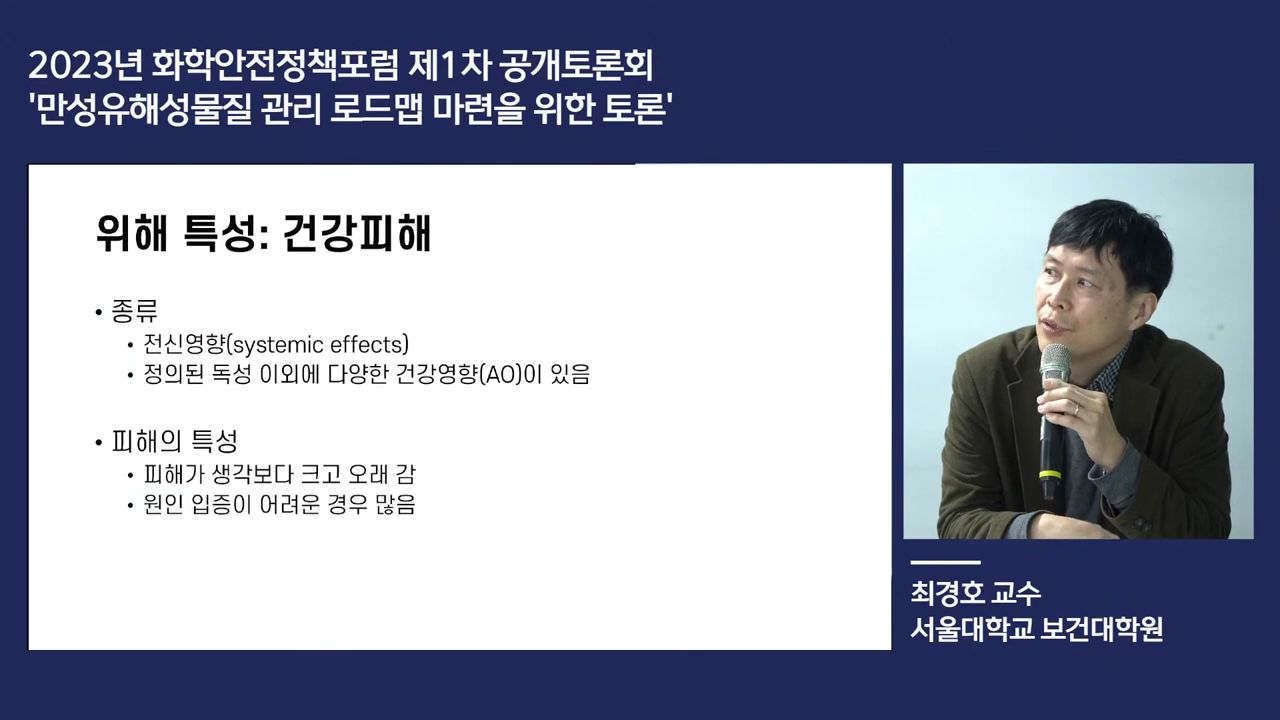 2023년 화학안전정책포럼 제1차 공개토론회
'만성유해성물질 관리 로드맵 마련을 위한 토론'
위해 특성: 건강피해
• 종류
• 전신영향(systemic effects)
• 정의된 독성 이외에 다양한 건강영향(AO)이 있음
• 피해의 특성
• 피해가 생각보다 크고 오래 감
• 원인 입증이 어려운 경우 많음
최경호 교수
서울대학교 보건대학원